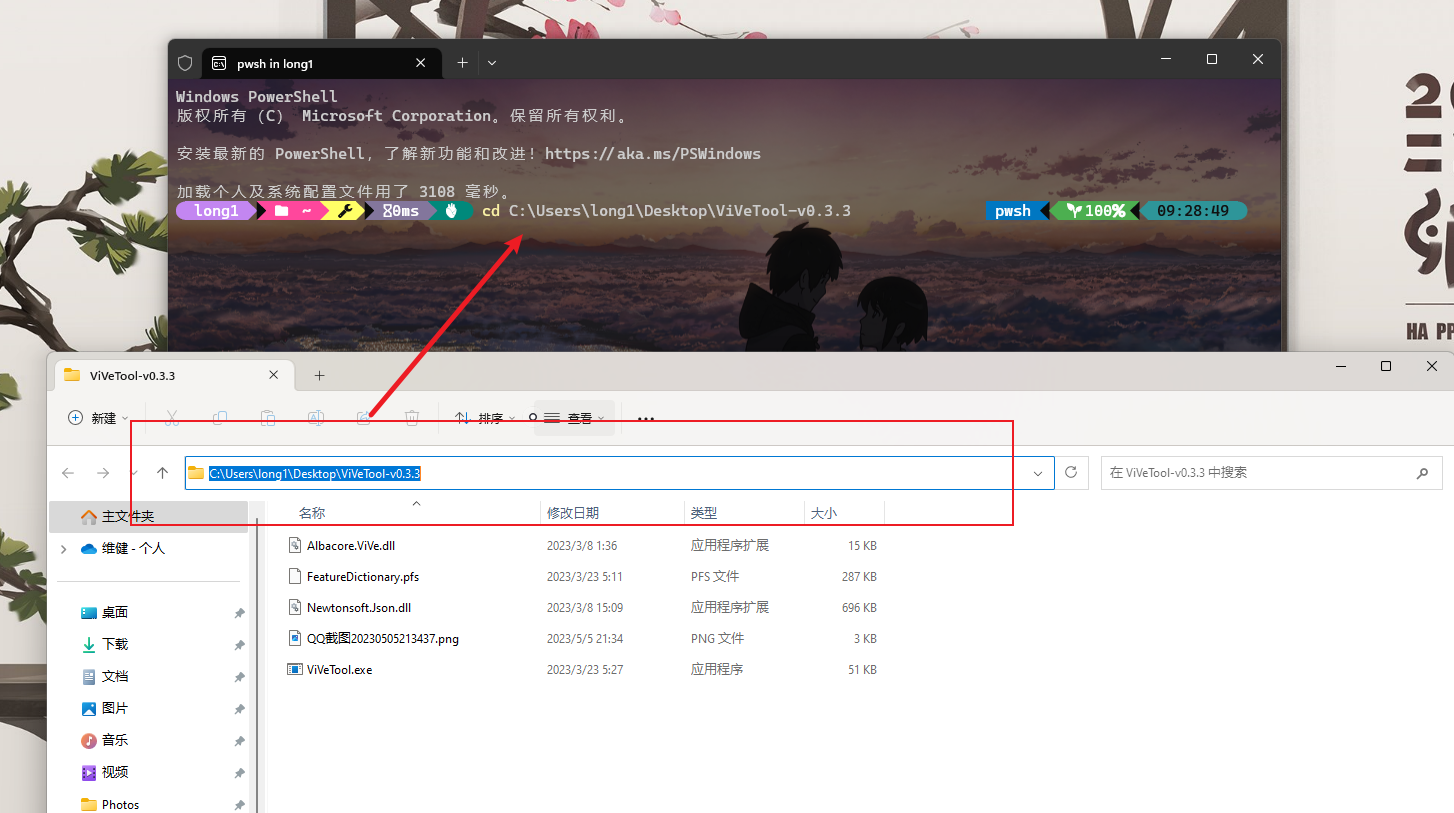 pwsh in long1
Windows PowerShell
版权所有 (C) Microsoft Corporation。保留所有权利。
安装最新的 PowerShell，了解新功能和改进！https://aka.ms/PSWindows
加载个人及系统配置文件用了 3108 毫秒。
long1 ~ 0ms cd C:\Users\long1\Desktop\ViVeTool-v0.3.3 pwsh 100% 09:28:49
HA PP
ViVeTool-v0.3.3
新建 排序 查看
C:\Users\long1\Desktop\ViVeTool-v0.3.3 在 ViVeTool-v0.3.3 中搜索
主文件夹 名称 修改日期 类型 大小
Albacore.ViVe.dll 2023/3/8 1:36 应用程序扩展 15 KB
维健 - 个人
FeatureDictionary.pfs 2023/3/23 5:11 PFS 文件 287 KB
桌面 Newtonsoft.Json.dll 2023/3/8 15:09 应用程序扩展 696 KB
下载 QQ截图20230505213437.png 2023/5/5 21:34 PNG 文件 3 KB
文档 ViVeTool.exe 2023/3/23 5:27 应用程序 51 KB
图片
音乐
视频
Photos